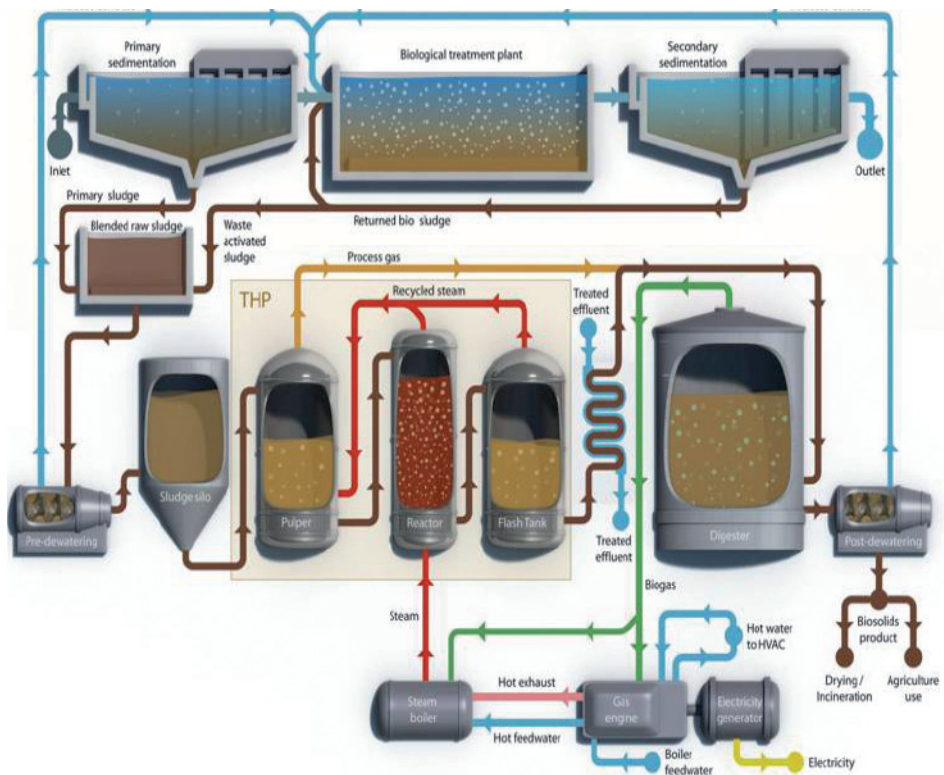 Primary
sedimentation
Biological treatment plant
Secondary
sedimentation
Inlet
Outlet
Primary sludge
Blended raw sludge
Waste
activated
sludge
Returned bio sludge
Process gas
THP
Recycled steam
Treated
effluent
Sludge silo
Pulper
Reactor
Flash Tank
Digester
Pre-dewatering
Post-dewatering
Treated
effluent
Biogas
Steam
Biosolids
product
Hot water
to HVAC
Drying /
Incineration
Agriculture
use
Hot exhaust
Steam
boiler
Gas
engine
Electricity
generator
Hot feedwater
Boiler
feedwater
Electricity